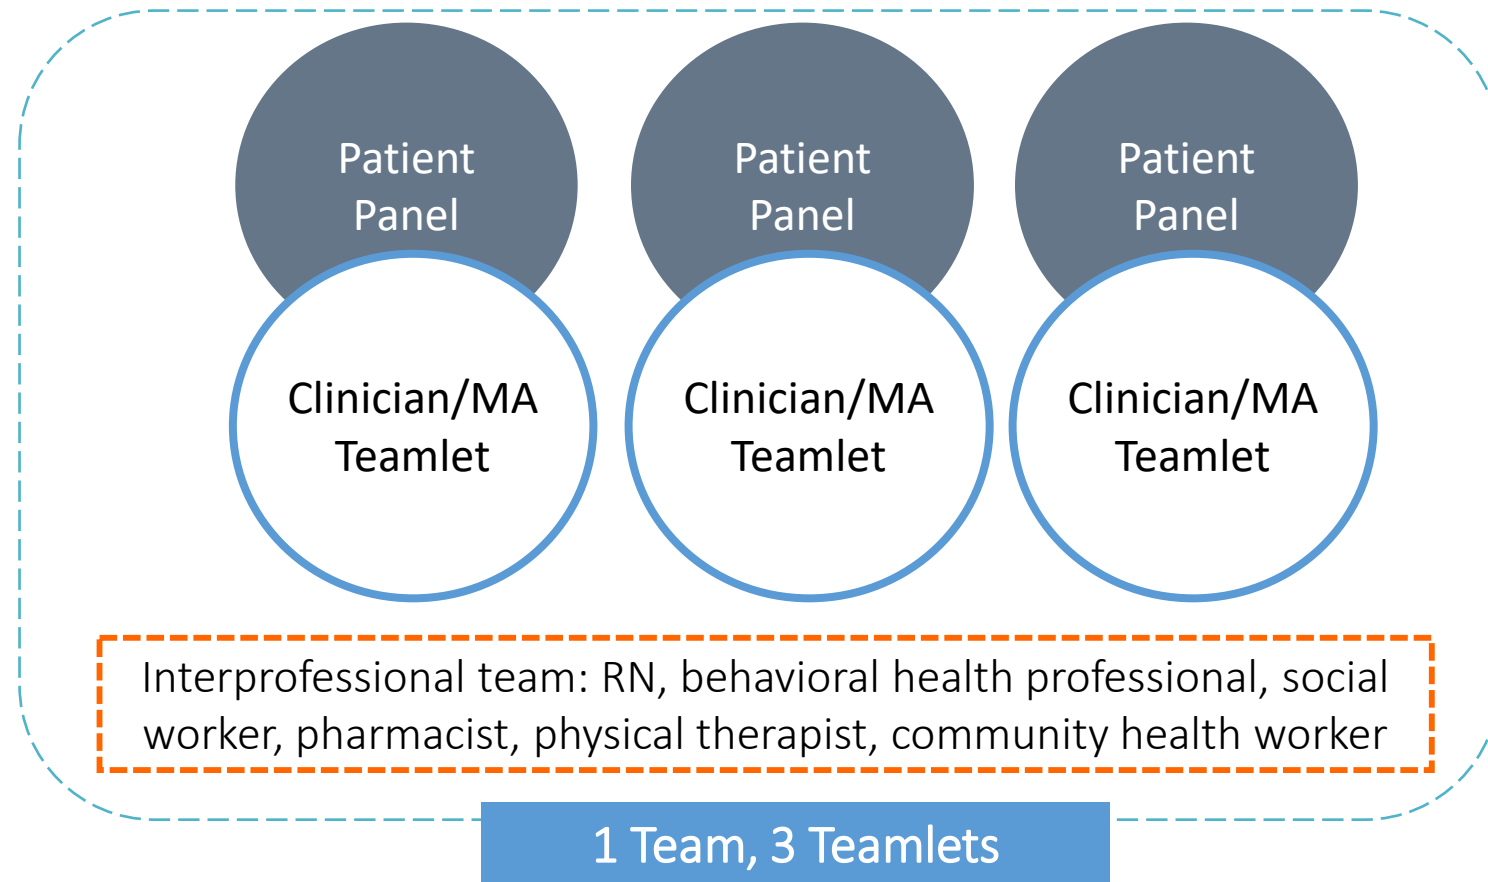 Patient
Panel
Patient
Panel
Patient
Panel
Clinician/MA
Teamlet
Clinician/MA
Teamlet
Clinician/MA
Teamlet
Interprofessional team: RN, behavioral health professional, social
worker, pharmacist, physical therapist, community health worker
1 Team, 3 Teamlets